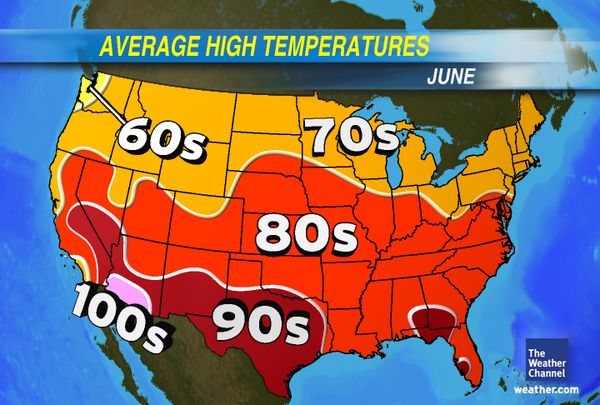 AVERAGE HIGH TEMPERATURES
JUNE
60s
70s
80s
100s
90s
The
Weather
Channel
weather.com